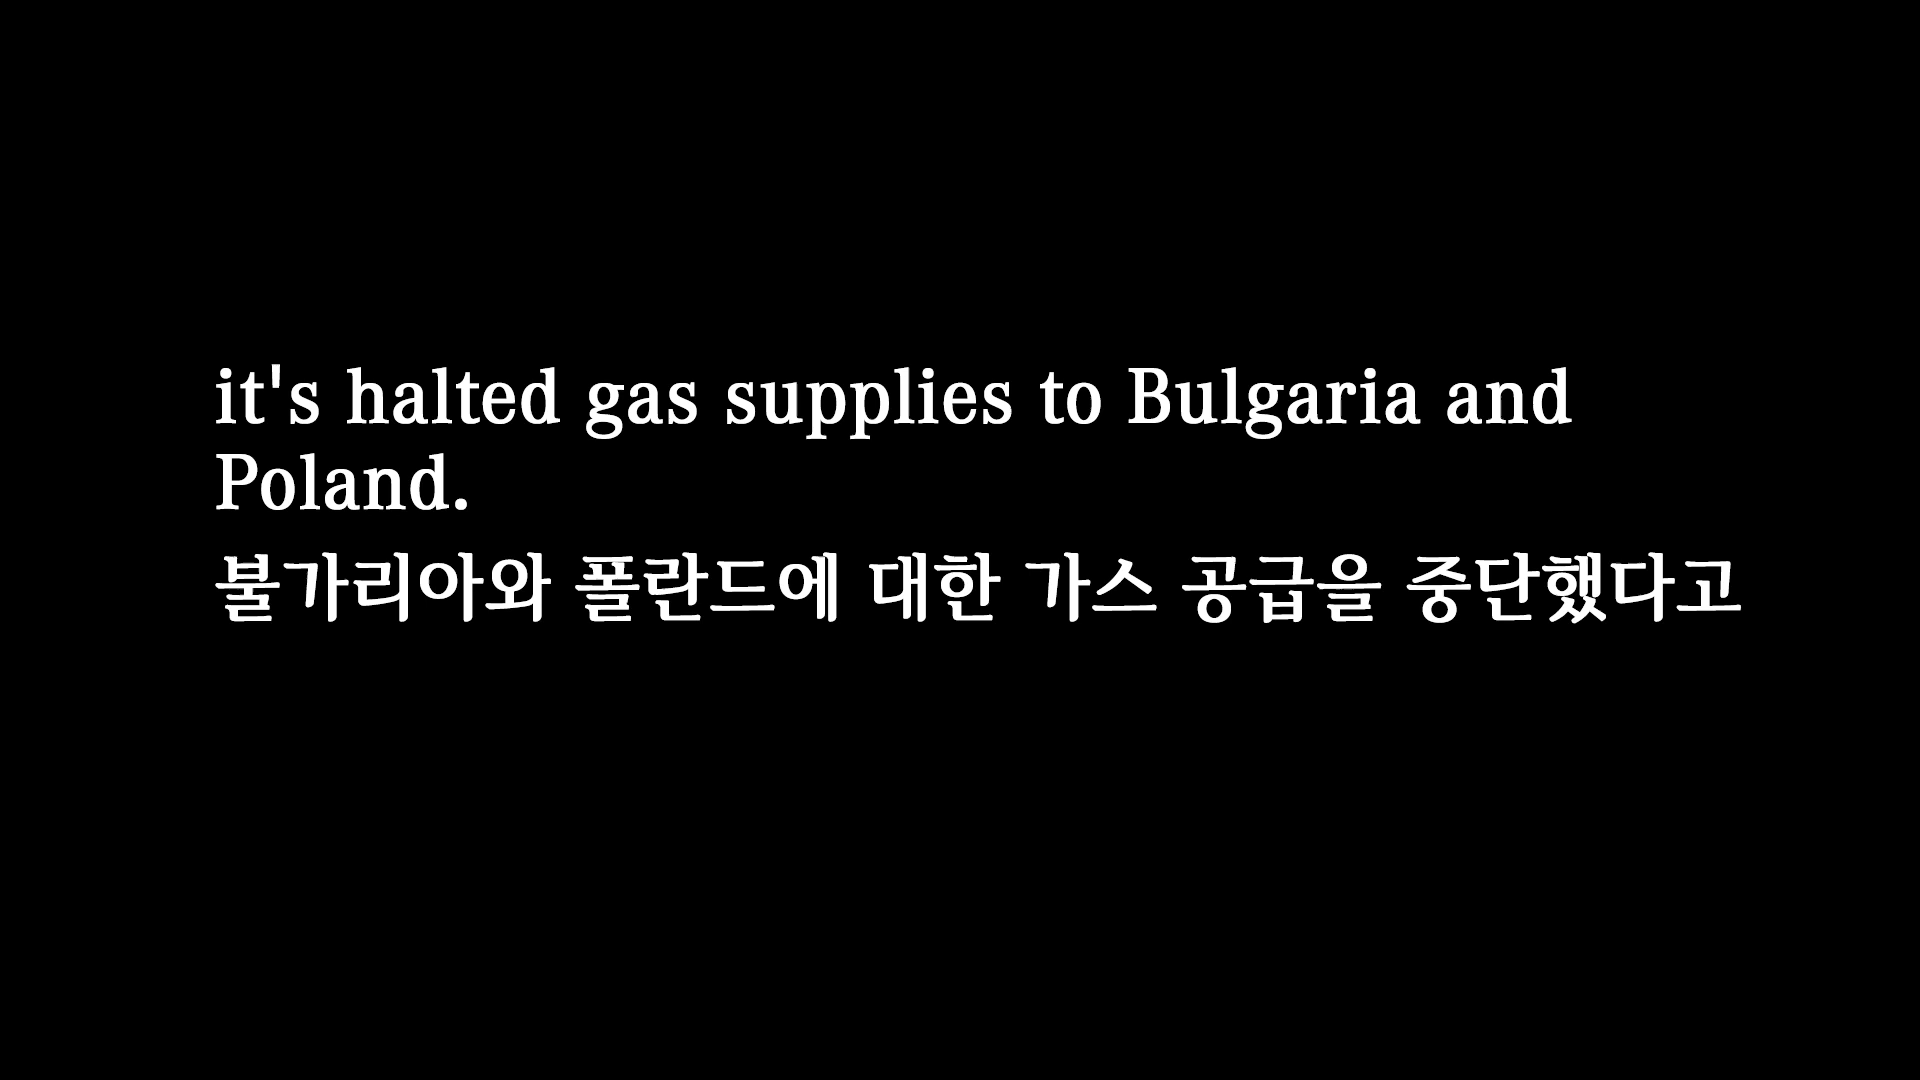 it's halted gas supplies to Bulgaria and
Poland.
불가리아와 폴란드에 대한 가스 공급을 중단했다고